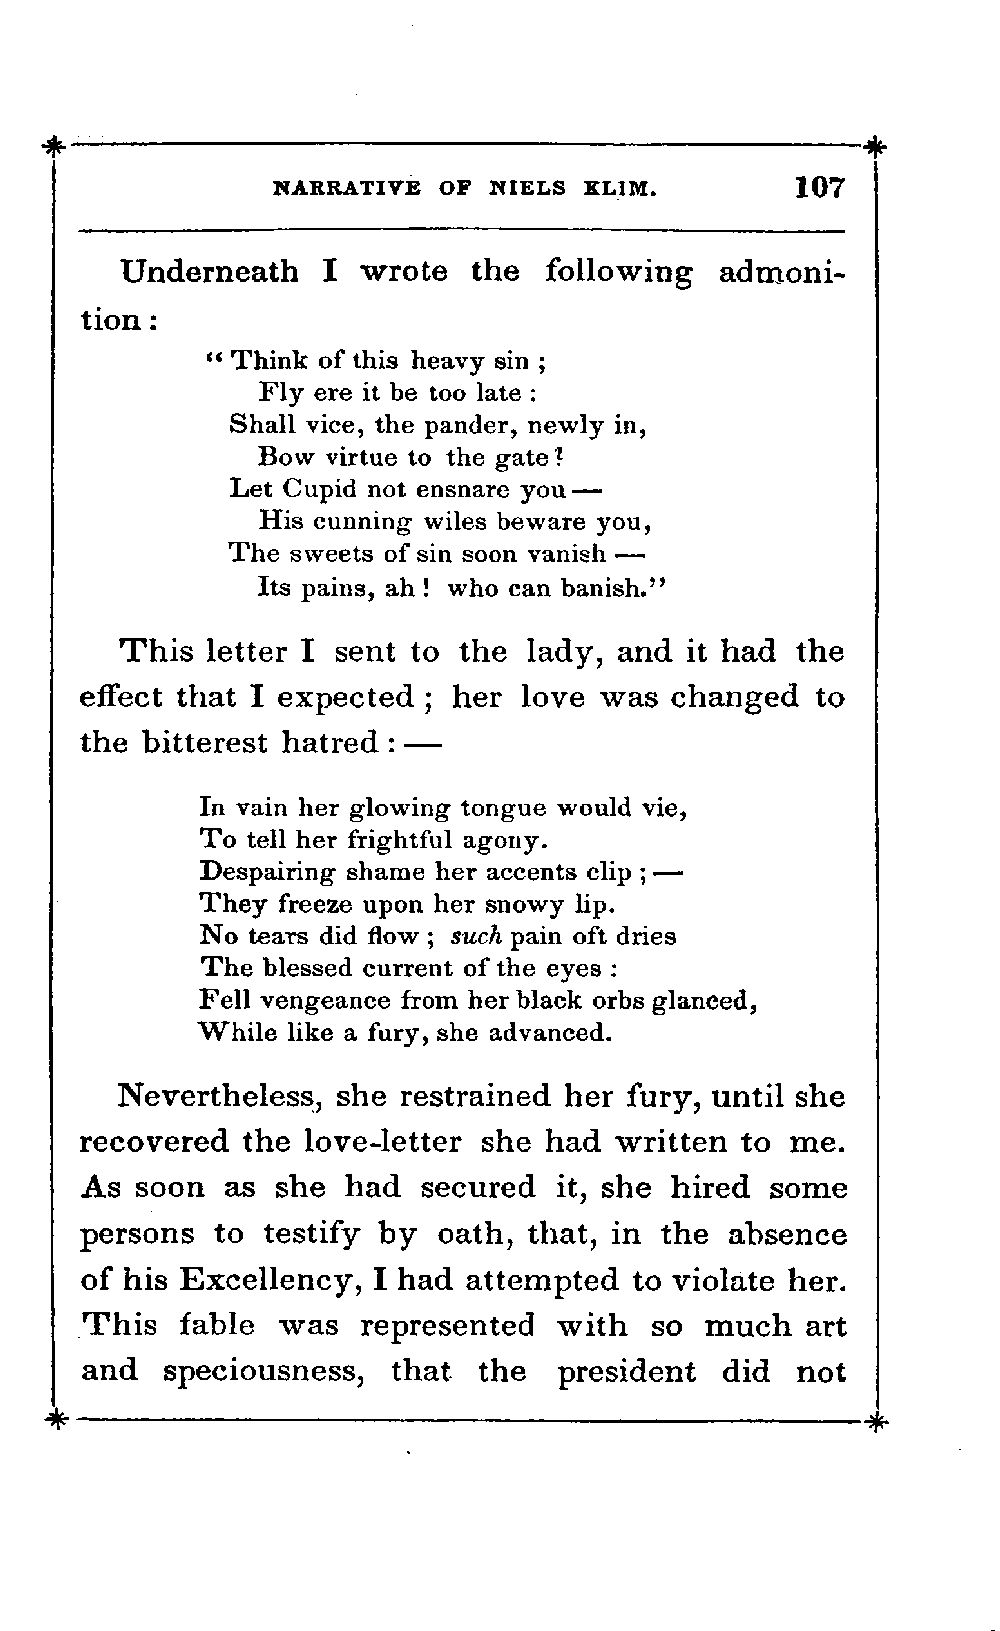 NARRATIVE OF NIELS KLIM. 107
Underneath I wrote the following admoni-
tion :
“ Think of this heavy sin ;
Fly ere it be too late :
Shall vice, the pander, newly in,
Bow virtue to the gate?
Let Cupid not ensnare you —
His cunning wiles beware you,
The sweets of sin soon vanish —
Its pains, ah ! who can banish.”
This letter I sent to the lady, and it had the
effect that I expected ; her love was changed to
the bitterest hatred : —
In vain her glowing tongue would vie,
To tell her frightful agony.
Despairing shame her accents clip ; —
They freeze upon her snowy lip.
No tears did flow ; such pain oft dries
The blessed current of the eyes :
Fell vengeance from her black orbs glanced,
While like a fury, she advanced.
Nevertheless, she restrained her fury, until she
recovered the love-letter she had written to me.
As soon as she had secured it, she hired some
persons to testify by oath, that, in the absence
of his Excellency, I had attempted to violate her.
This fable was represented with so much art
and speciousness, that the president did not